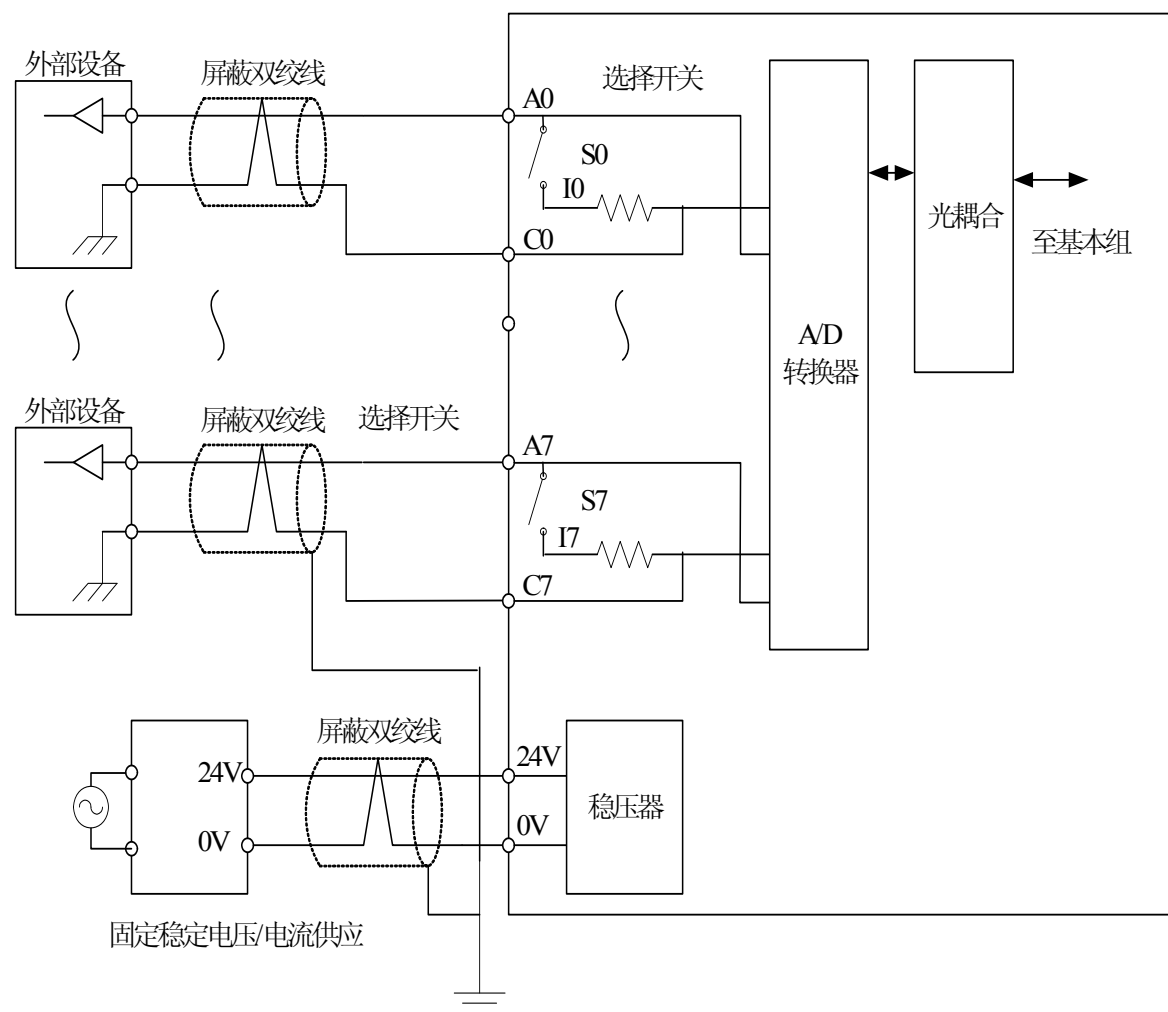 外部设备
屏蔽双绞线
选择开关
A0
S0
I0
C0
A/D
转换器
光耦合
至基本组
外部设备
屏蔽双绞线
选择开关
A7
S7
I7
C7
屏蔽双绞线
24V
0V
24V
0V
稳压器
固定稳定电压/电流供应